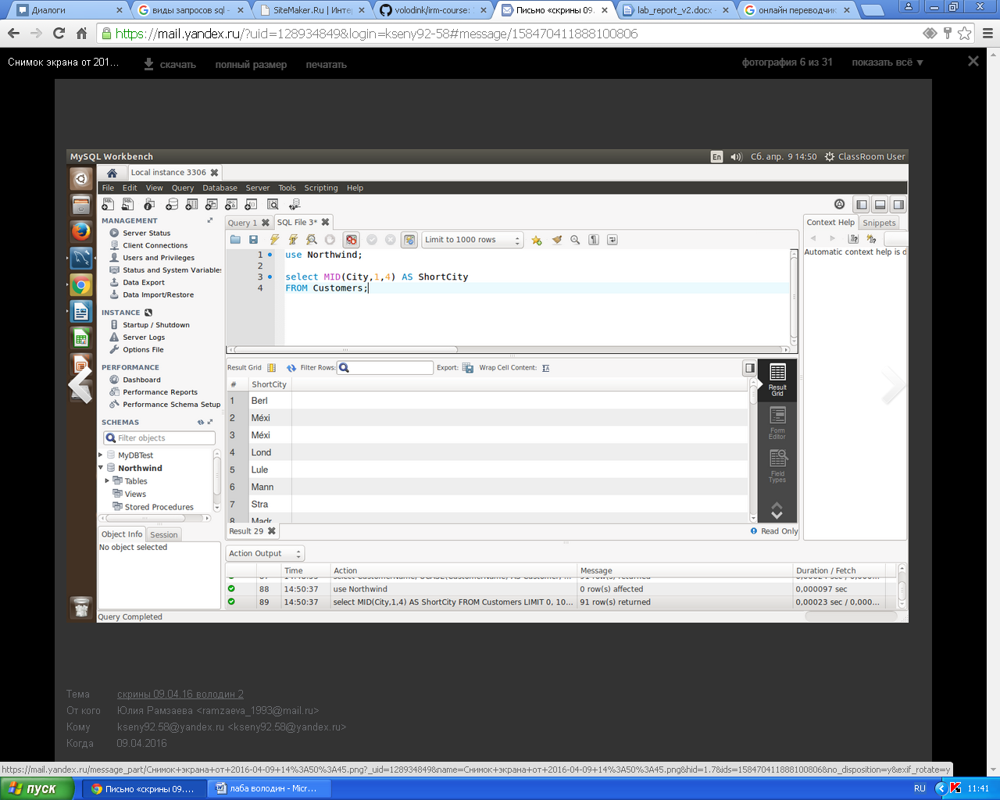 Диалоги
виды запросов sql -
SiteMaker.Ru | Инте
volodink/irm-course:
Письмо «скрины 09.
lab_report_v2.docx
онлайн переводчик
https://mail.yandex.ru/?uid=128934849&login=kseny92-58#message/158470411888100806
Снимок экрана от 201...
скачать
полный размер
печатать
фотография 6 из 31
показать всё
MySQL Workbench
En
Сб. апр. 9 14:50
ClassRoom User
Local instance 3306
File Edit View Query Database Server Tools Scripting Help
MANAGEMENT
Server Status
Client Connections
Users and Privileges
Status and System Variables
Data Export
Data Import/Restore
INSTANCE
Startup / Shutdown
Server Logs
Options File
PERFORMANCE
Dashboard
Performance Reports
Performance Schema Setup
SCHEMAS
Filter objects
MyDBTest
Northwind
Tables
Views
Stored Procedures
Object Info Session
No object selected
Query 1
SQL File 3*
Limit to 1000 rows
1 use Northwind;
2
3 select MID(City,1,4) AS ShortCity
4 FROM Customers;
Context Help Snippets
Automatic context help is d
Result Grid
Filter Rows:
Export:
Wrap Cell Content:
# ShortCity
1 Berl
2 Méxi
3 Méxi
4 Lond
5 Lule
6 Mann
7 Stra
8 Madr
Result Grid
Form Editor
Field Types
Result 29
Read Only
Action Output
Time Action Message Duration / Fetch
88 14:50:37 use Northwind 0 row(s) affected 0,000097 sec
89 14:50:37 select MID(City,1,4) AS ShortCity FROM Customers LIMIT 0, 10... 91 row(s) returned 0,00023 sec / 0,000...
Query Completed
Тема скрины 09.04.16 володин 2
От кого Юлия Рамзаева <ramzaeva_1993@mail.ru>
Кому kseny92.58@yandex.ru <kseny92.58@yandex.ru>
Когда 09.04.2016
https://mail.yandex.ru/message_part/Снимок+экрана+от+2016-04-09+14%3A50%3A45.png?_uid=128934849&name=Снимок+экрана+от+2016-04-09+14%3A50%3A45.png&hid=1.7&ids=158470411888100806&no_disposition=y&exif_rotate=y
пуск
Письмо «скрины 09....
лаба володин - Micr...
RU
11:41